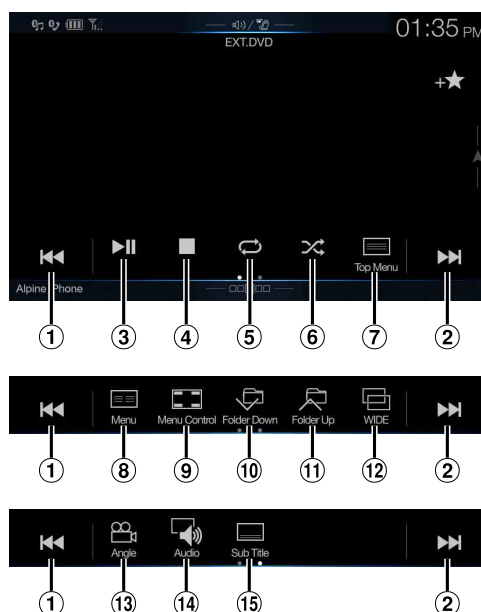 01:35 PM
EXT.DVD
Top Menu
Alpine Phone
1 3 4 5 6 7 2
Menu Menu Control Folder Down Folder Up WIDE
1 8 9 10 11 12 2
Angle Audio Sub Title
1 13 14 15 2